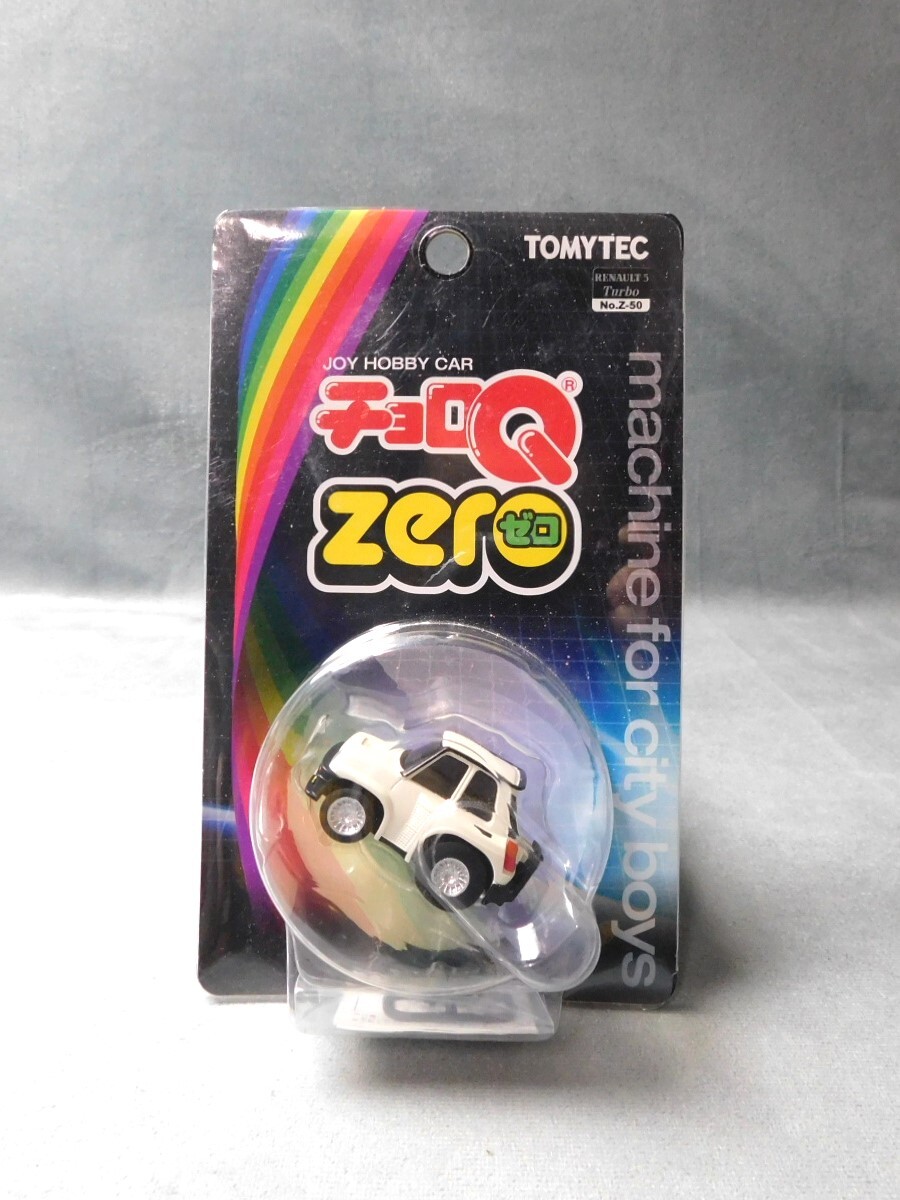 TOMYTEC
RENAULT 5
Turbo
No.Z-50
JOY HOBBY CAR
チョロQ®
zero
ゼロ
machine for city boys